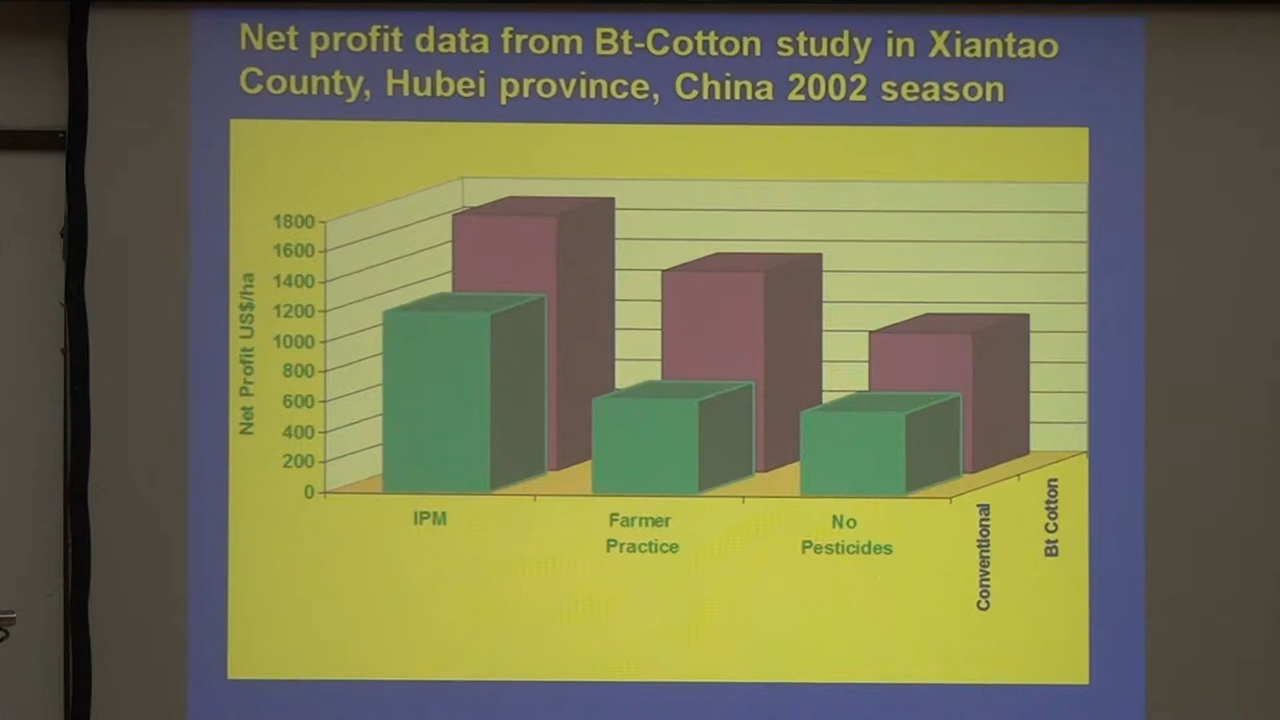 Net profit data from Bt-Cotton study in Xiantao
County, Hubei province, China 2002 season
Net Profit US$/ha
1800
1600
1400
1200
1000
800
600
400
200
0
IPM
Farmer
Practice
No
Pesticides
Conventional
Bt Cotton